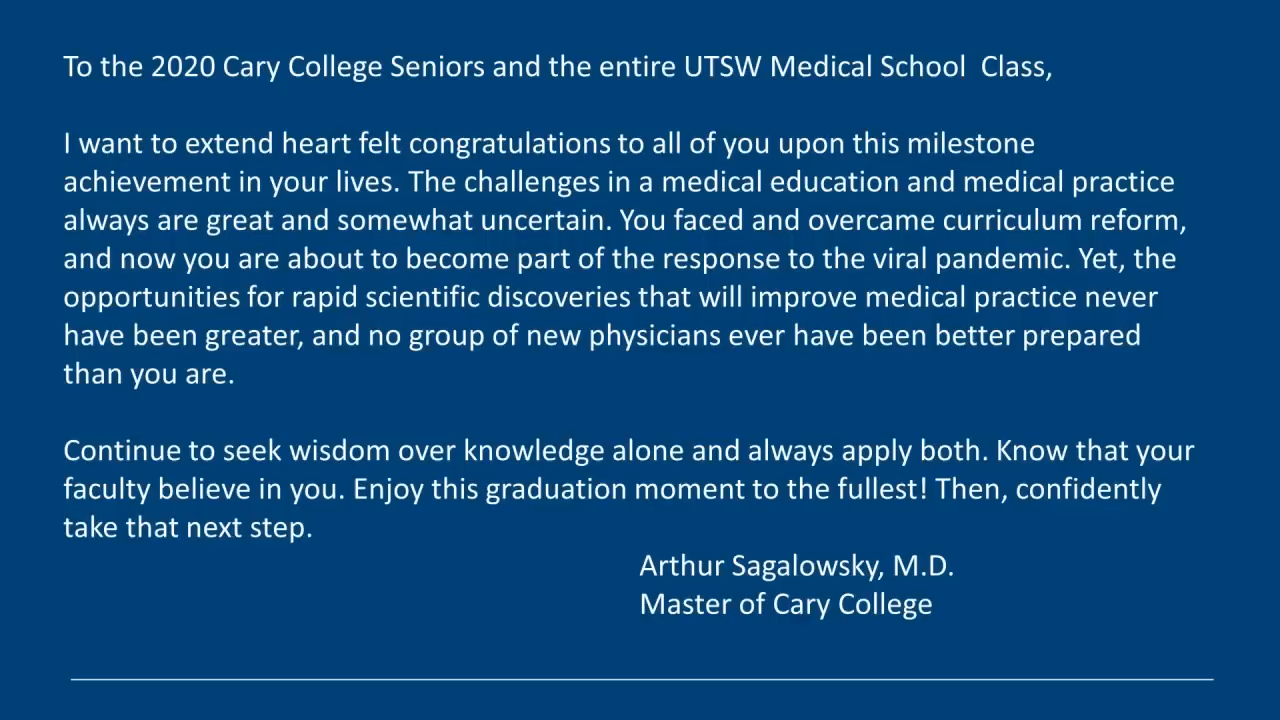 To the 2020 Cary College Seniors and the entire UTSW Medical School  Class,
I want to extend heart felt congratulations to all of you upon this milestone
achievement in your lives. The challenges in a medical education and medical practice
always are great and somewhat uncertain. You faced and overcame curriculum reform,
and now you are about to become part of the response to the viral pandemic. Yet, the
opportunities for rapid scientific discoveries that will improve medical practice never
have been greater, and no group of new physicians ever have been better prepared
than you are.
Continue to seek wisdom over knowledge alone and always apply both. Know that your
faculty believe in you. Enjoy this graduation moment to the fullest! Then, confidently
take that next step.
Arthur Sagalowsky, M.D.
Master of Cary College